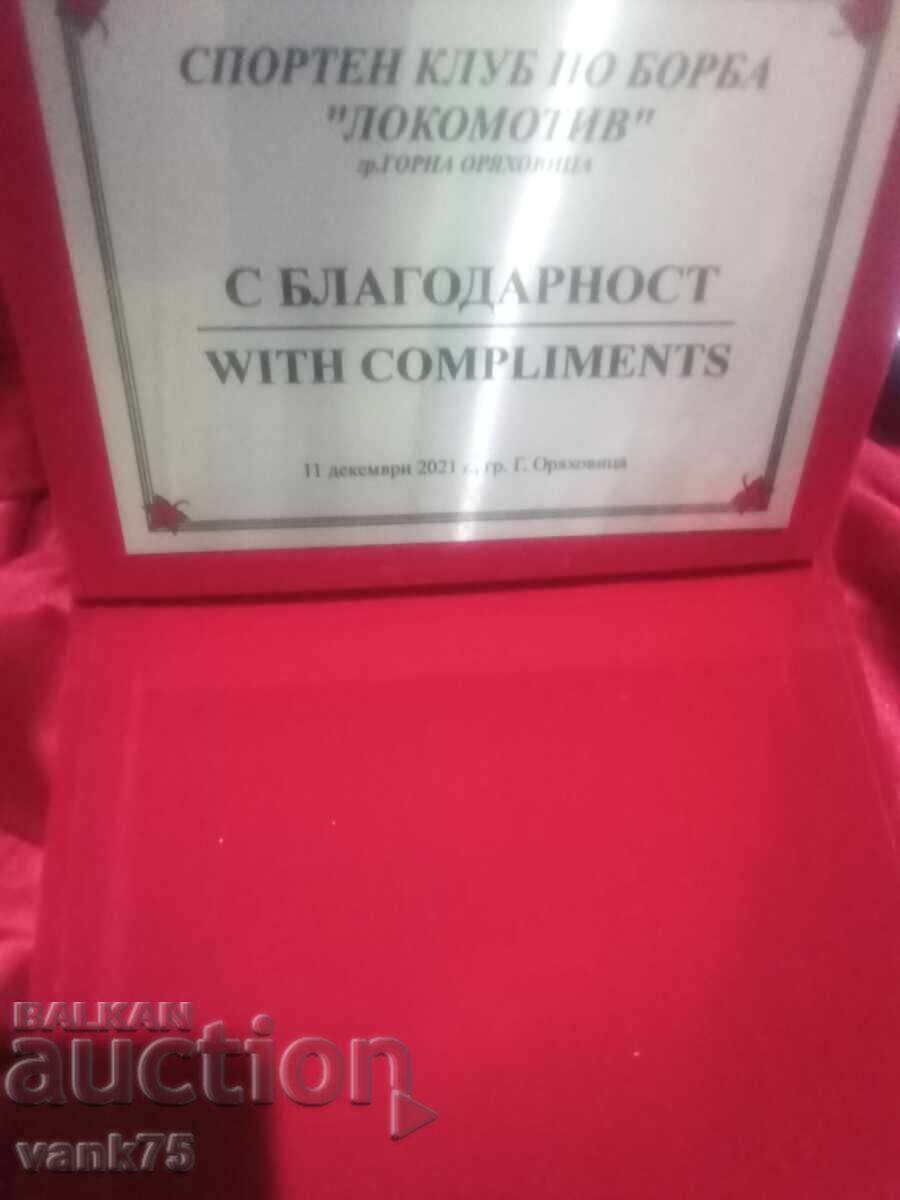 СПОРТЕН КЛУБ ПО БОРБА
"ЛОКОМОТИВ"
гр.ГОРНА ОРЯХОВИЦА
С БЛАГОДАРНОСТ
WITH COMPLIMENTS
11 декември 2021 г., гр. Г. Оряховица
BALKAN
auction
vank75